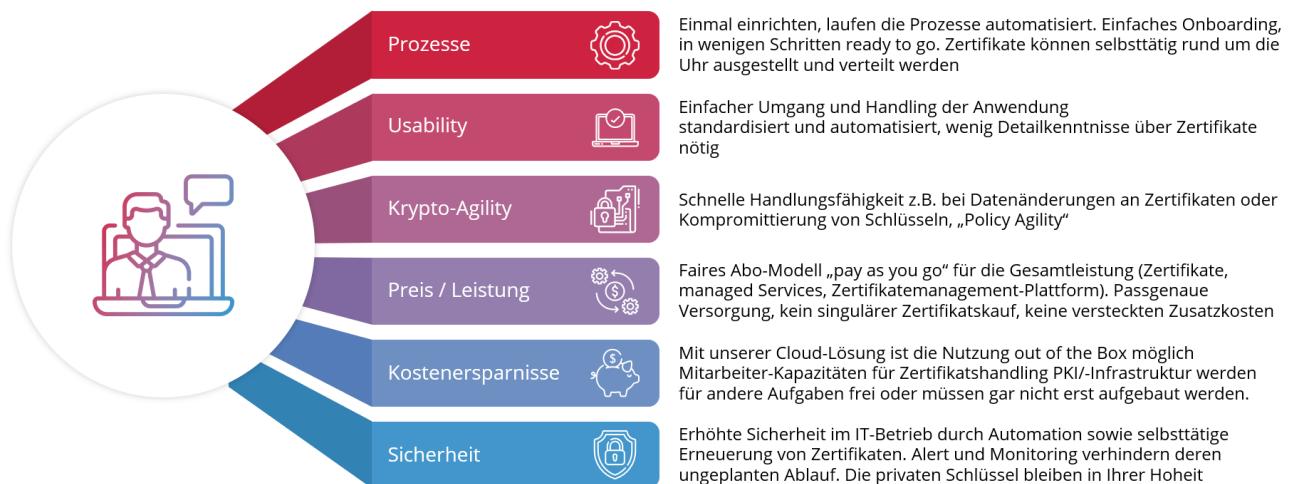 Prozesse
Einmal einrichten, laufen die Prozesse automatisiert. Einfaches Onboarding,
in wenigen Schritten ready to go. Zertifikate können selbsttätig rund um die
Uhr ausgestellt und verteilt werden
Usability
Einfacher Umgang und Handling der Anwendung
standardisiert und automatisiert, wenig Detailkenntnisse über Zertifikate
nötig
Krypto-Agility
Schnelle Handlungsfähigkeit z.B. bei Datenänderungen an Zertifikaten oder
Kompromittierung von Schlüsseln, „Policy Agility“
Preis / Leistung
Faires Abo-Modell „pay as you go“ für die Gesamtleistung (Zertifikate,
managed Services, Zertifikatemanagement-Plattform). Passgenaue
Versorgung, kein singulärer Zertifikatskauf, keine versteckten Zusatzkosten
Kostenersparnisse
Mit unserer Cloud-Lösung ist die Nutzung out of the Box möglich
Mitarbeiter-Kapazitäten für Zertifikatshandling PKI/-Infrastruktur werden
für andere Aufgaben frei oder müssen gar nicht erst aufgebaut werden.
Sicherheit
Erhöhte Sicherheit im IT-Betrieb durch Automation sowie selbsttätige
Erneuerung von Zertifikaten. Alert und Monitoring verhindern deren
ungeplanten Ablauf. Die privaten Schlüssel bleiben in Ihrer Hoheit